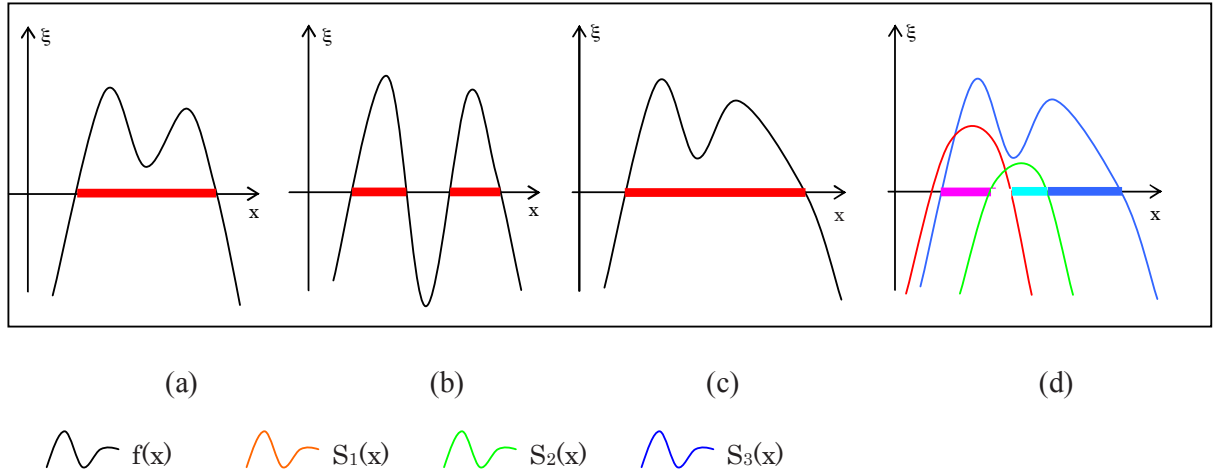 ξ ξ ξ ξ
x x x x
(a) (b) (c) (d)
f(x) S₁(x) S₂(x) S₃(x)